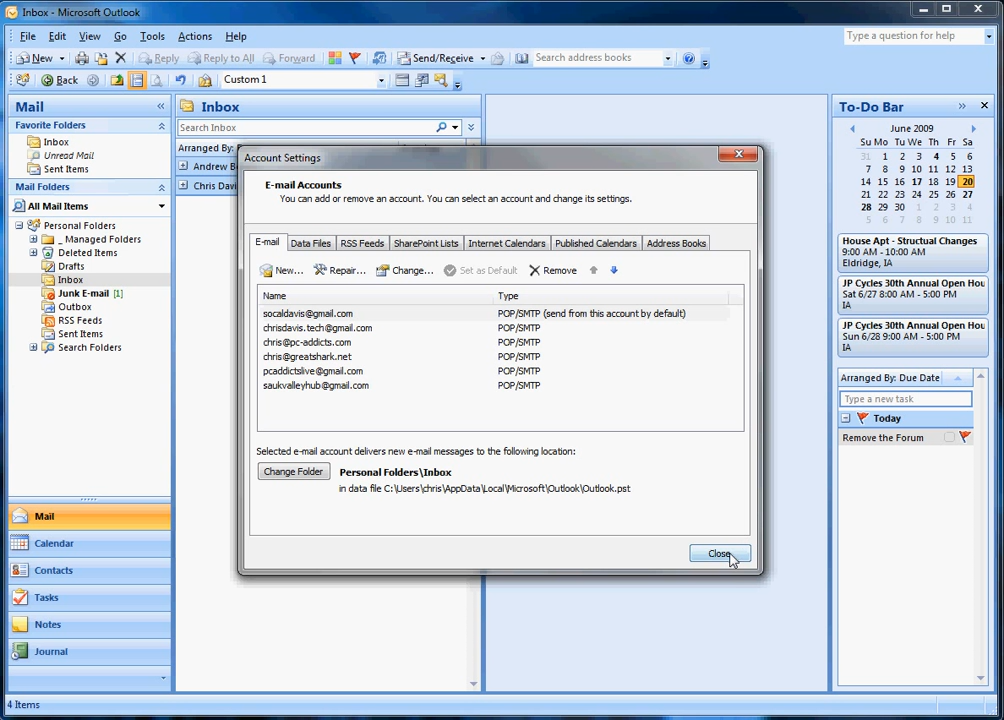 Inbox - Microsoft Outlook
File Edit View Go Tools Actions Help
Type a question for help
New Reply Reply to All Forward Send/Receive Search address books
Back Custom 1
Mail
Favorite Folders
Inbox
Unread Mail
Sent Items
Mail Folders
All Mail Items
Personal Folders
_ Managed Folders
Deleted Items
Drafts
Inbox
Junk E-mail [1]
Outbox
RSS Feeds
Sent Items
Search Folders
Mail
Calendar
Contacts
Tasks
Notes
Journal
4 Items
Inbox
Search Inbox
Arranged By:
Andrew B
Chris Davi
Account Settings
E-mail Accounts
You can add or remove an account. You can select an account and change its settings.
E-mail Data Files RSS Feeds SharePoint Lists Internet Calendars Published Calendars Address Books
New... Repair... Change... Set as Default Remove
Name Type
socaldavis@gmail.com POP/SMTP (send from this account by default)
chrisdavis.tech@gmail.com POP/SMTP
chris@pc-addicts.com POP/SMTP
chris@greatshark.net POP/SMTP
pcaddictslive@gmail.com POP/SMTP
saukvalleyhub@gmail.com POP/SMTP
Selected e-mail account delivers new e-mail messages to the following location:
Change Folder Personal Folders\Inbox
in data file C:\Users\chris\AppData\Local\Microsoft\Outlook\Outlook.pst
Close
To-Do Bar
June 2009
Su Mo Tu We Th Fr Sa
31 1 2 3 4 5 6
7 8 9 10 11 12 13
14 15 16 17 18 19 20
21 22 23 24 25 26 27
28 29 30 1 2 3 4
5 6 7 8 9 10 11
House Apt - Structual Changes
9:00 AM - 10:00 AM
Eldridge, IA
JP Cycles 30th Annual Open Hou
Sat 6/27 8:00 AM - 5:00 PM
IA
JP Cycles 30th Annual Open Hou
Sun 6/28 9:00 AM - 5:00 PM
IA
Arranged By: Due Date
Type a new task
Today
Remove the Forum